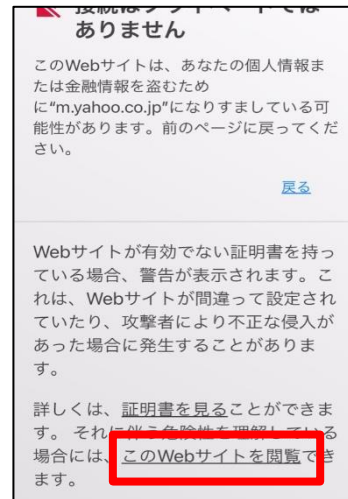 接続はプライベートでは
ありません
このWebサイトは、あなたの個人情報ま
たは金融情報を盗むため
に“m.yahoo.co.jp”になりすましている可
能性があります。前のページに戻ってくだ
さい。
戻る
Webサイトが有効でない証明書を持っ
ている場合、警告が表示されます。こ
れは、Webサイトが間違って設定され
ていたり、攻撃者により不正な侵入が
あった場合に発生することがありま
す。
詳しくは、証明書を見ることができま
す。それに伴う危険性を理解している
場合には、このWebサイトを閲覧でき
ます。